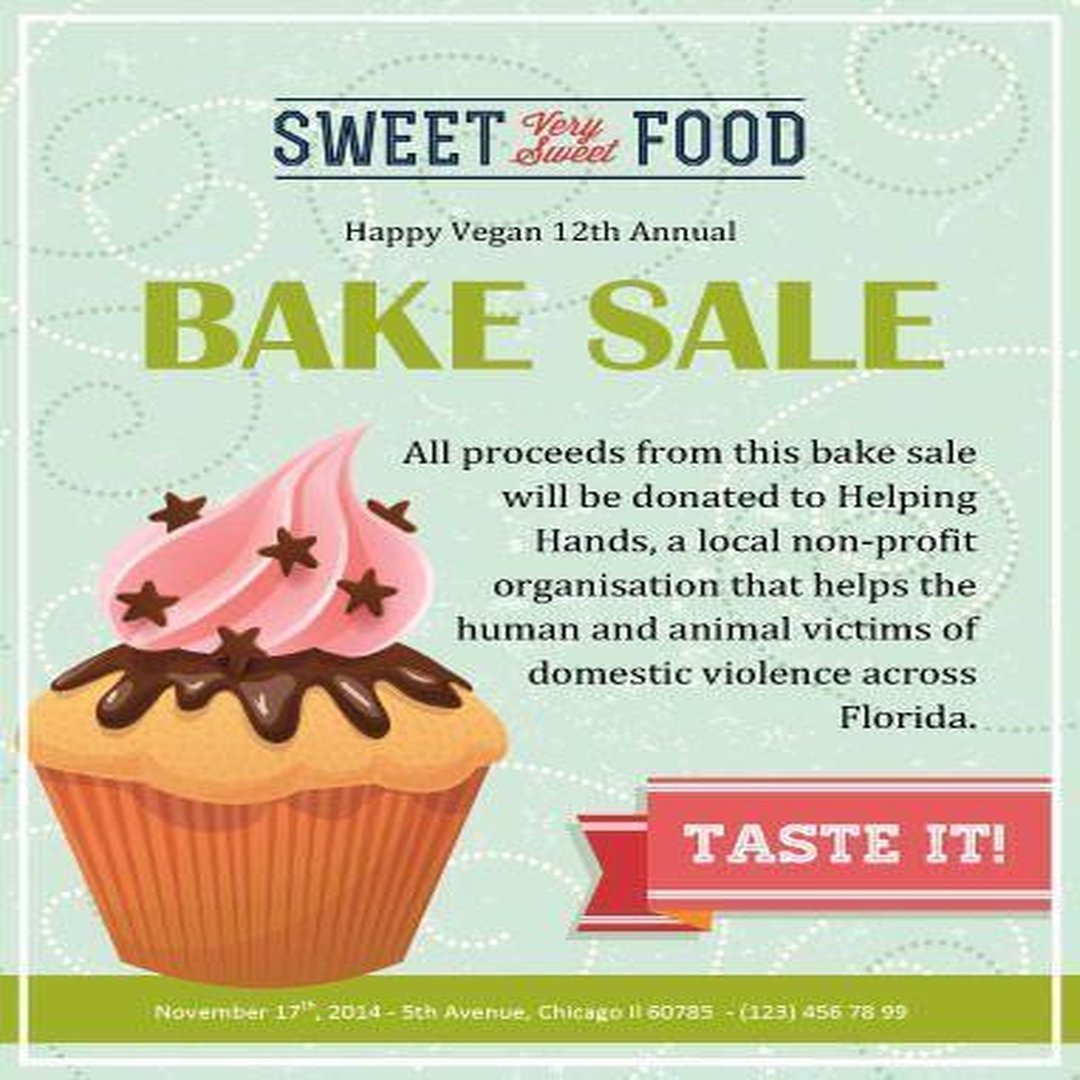 SWEET Very Sweet FOOD
Happy Vegan 12th Annual
BAKE SALE
All proceeds from this bake sale
will be donated to Helping
Hands, a local non-profit
organisation that helps the
human and animal victims of
domestic violence across
Florida.
TASTE IT!
November 17th, 2014 - 5th Avenue, Chicago Il 60785 - (123) 456 78 99